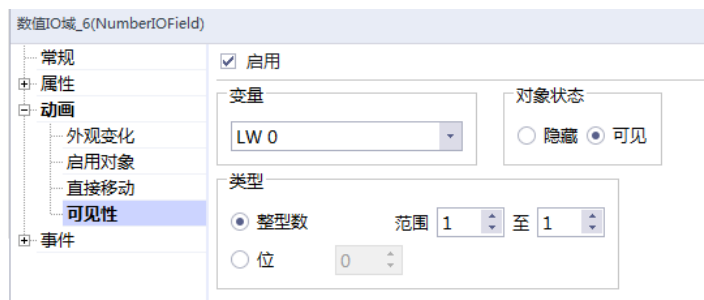 数值IO域_6(NumberIOField)
常规
属性
动画
外观变化
启用对象
直接移动
可见性
事件
启用
变量
LW 0
对象状态
隐藏 可见
类型
整型数 范围 1 至 1
位 0